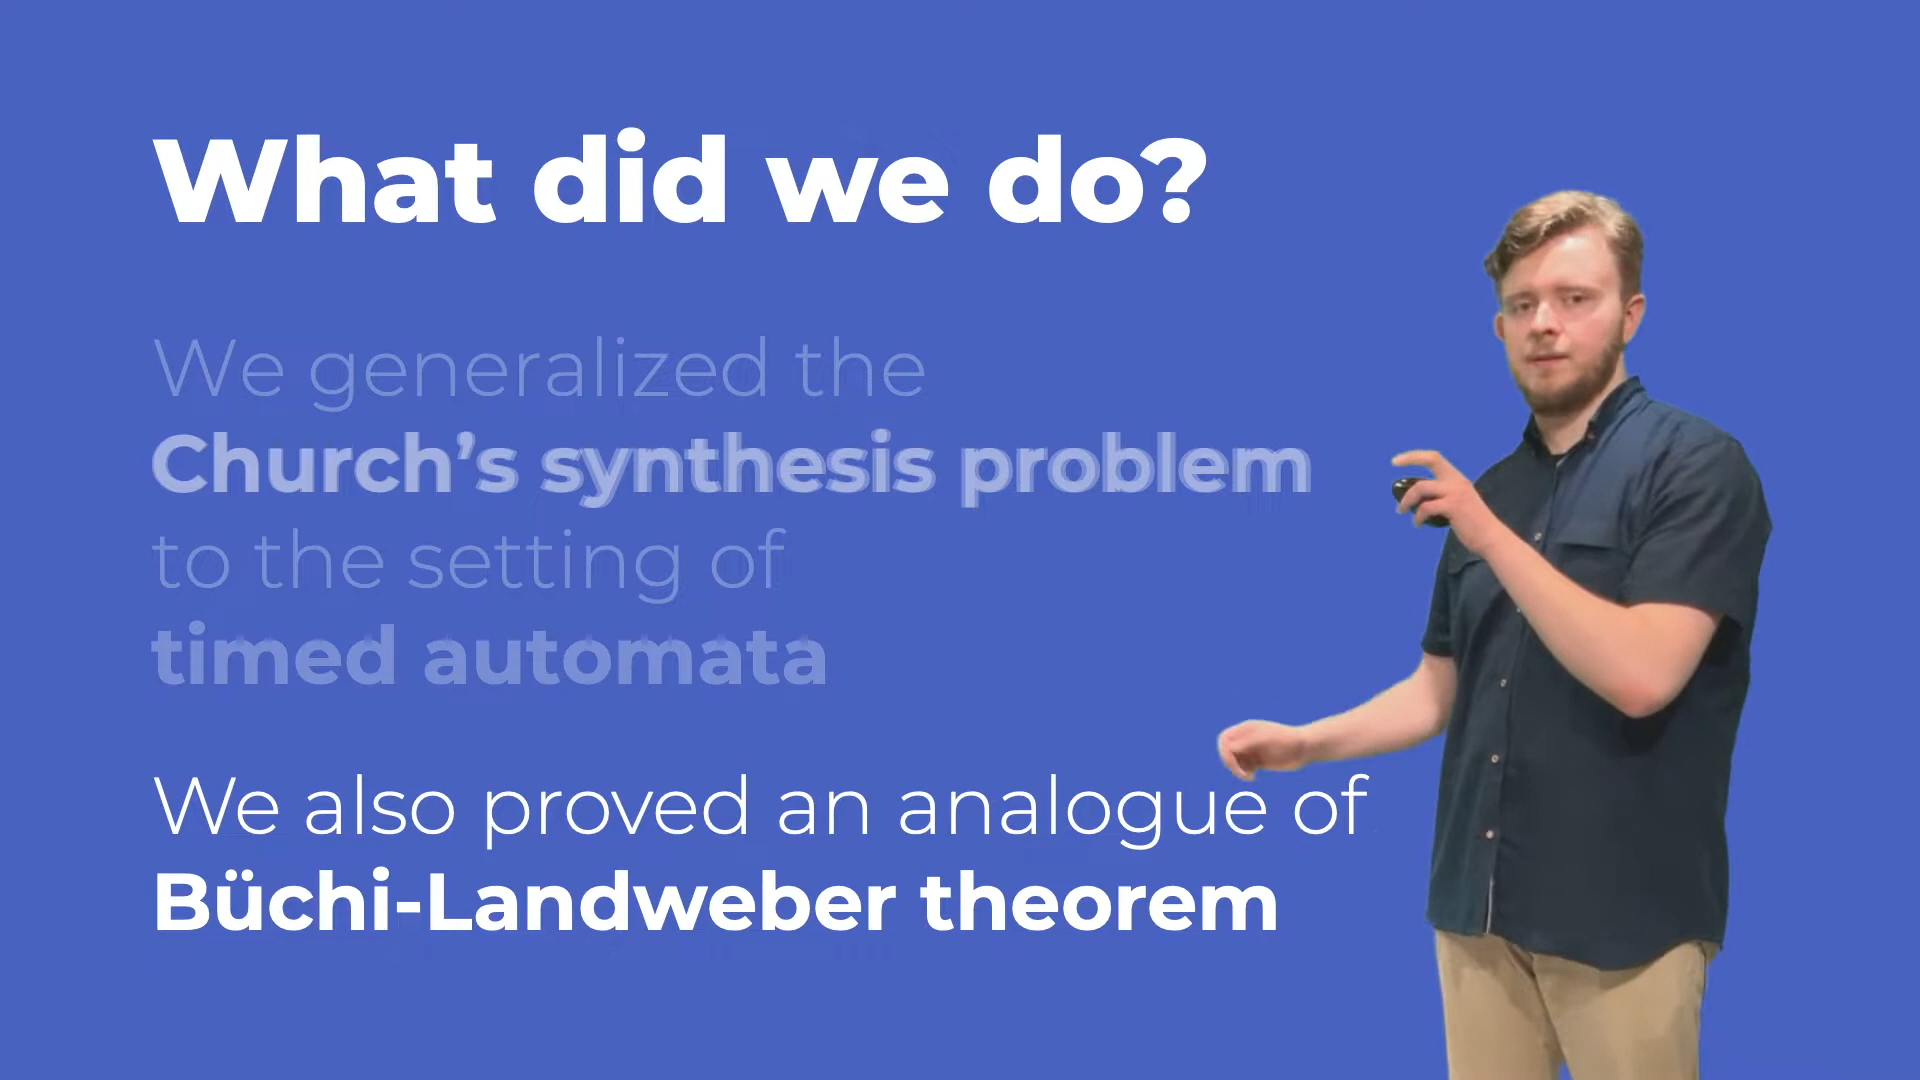 What did we do?
We generalized the
Church’s synthesis problem
to the setting of
timed automata
We also proved an analogue of
Büchi-Landweber theorem